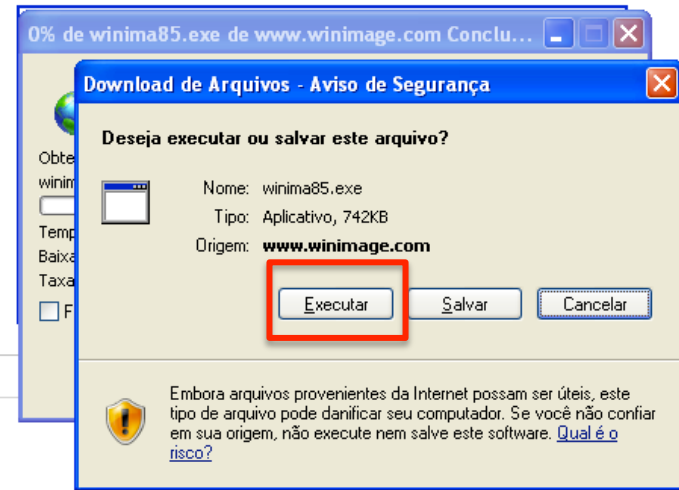 0% de winima85.exe de www.winimage.com Conclu...
Download de Arquivos - Aviso de Segurança
Deseja executar ou salvar este arquivo?
Nome: winima85.exe
Tipo: Aplicativo, 742KB
Origem: www.winimage.com
Executar Salvar Cancelar
Embora arquivos provenientes da Internet possam ser úteis, este
tipo de arquivo pode danificar seu computador. Se você não confiar
em sua origem, não execute nem salve este software. Qual é o
risco?
Obte
winim
Temp
Baixa
Taxa
F